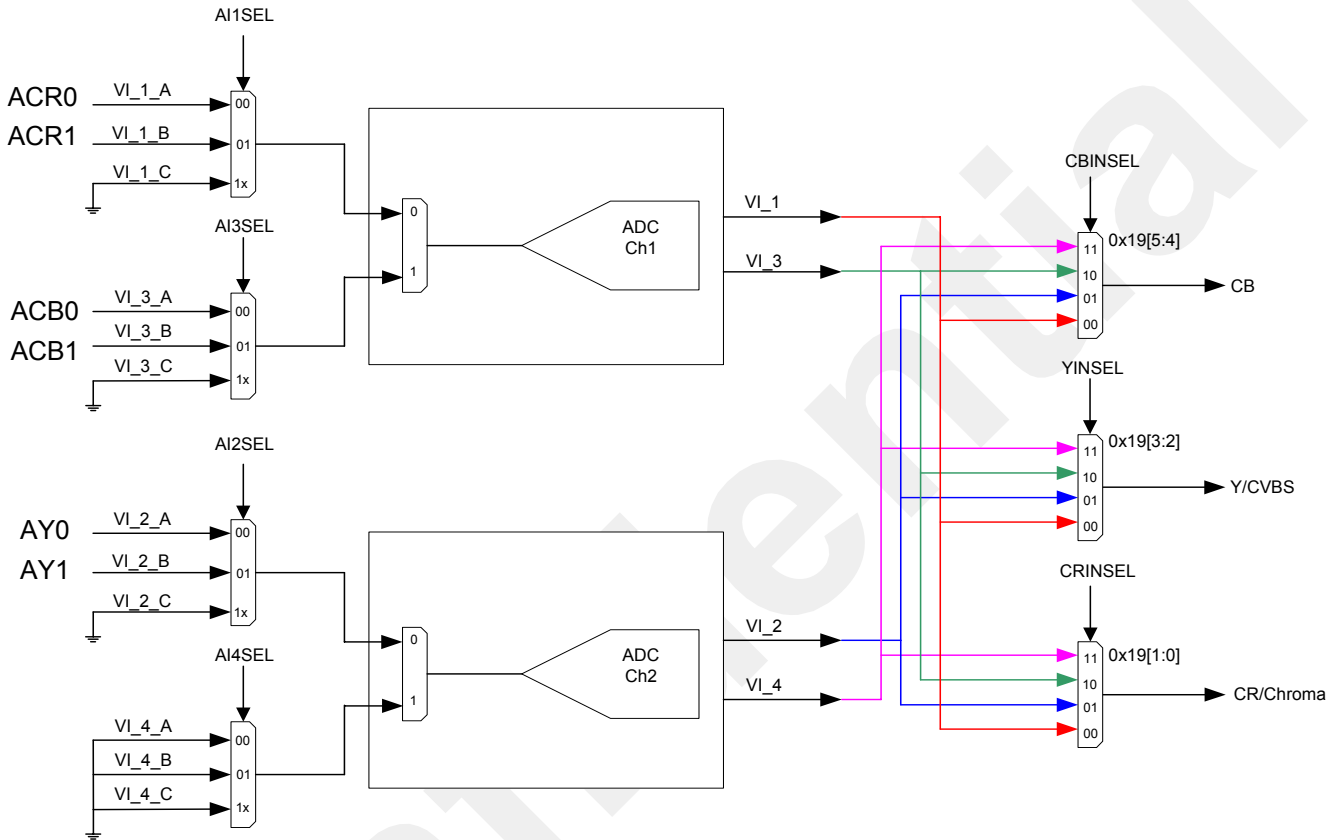 AI1SEL
ACR0 VI_1_A 00
ACR1 VI_1_B 01
VI_1_C 1x
AI3SEL
ACB0 VI_3_A 00
ACB1 VI_3_B 01
VI_3_C 1x
0
1
ADC
Ch1
VI_1
VI_3
AI2SEL
AY0 VI_2_A 00
AY1 VI_2_B 01
VI_2_C 1x
AI4SEL
VI_4_A 00
VI_4_B 01
VI_4_C 1x
0
1
ADC
Ch2
VI_2
VI_4
CBINSEL
11 0x19[5:4]
10
01
00
CB
YINSEL
11 0x19[3:2]
10
01
00
Y/CVBS
CRINSEL
11 0x19[1:0]
10
01
00
CR/Chroma
ential